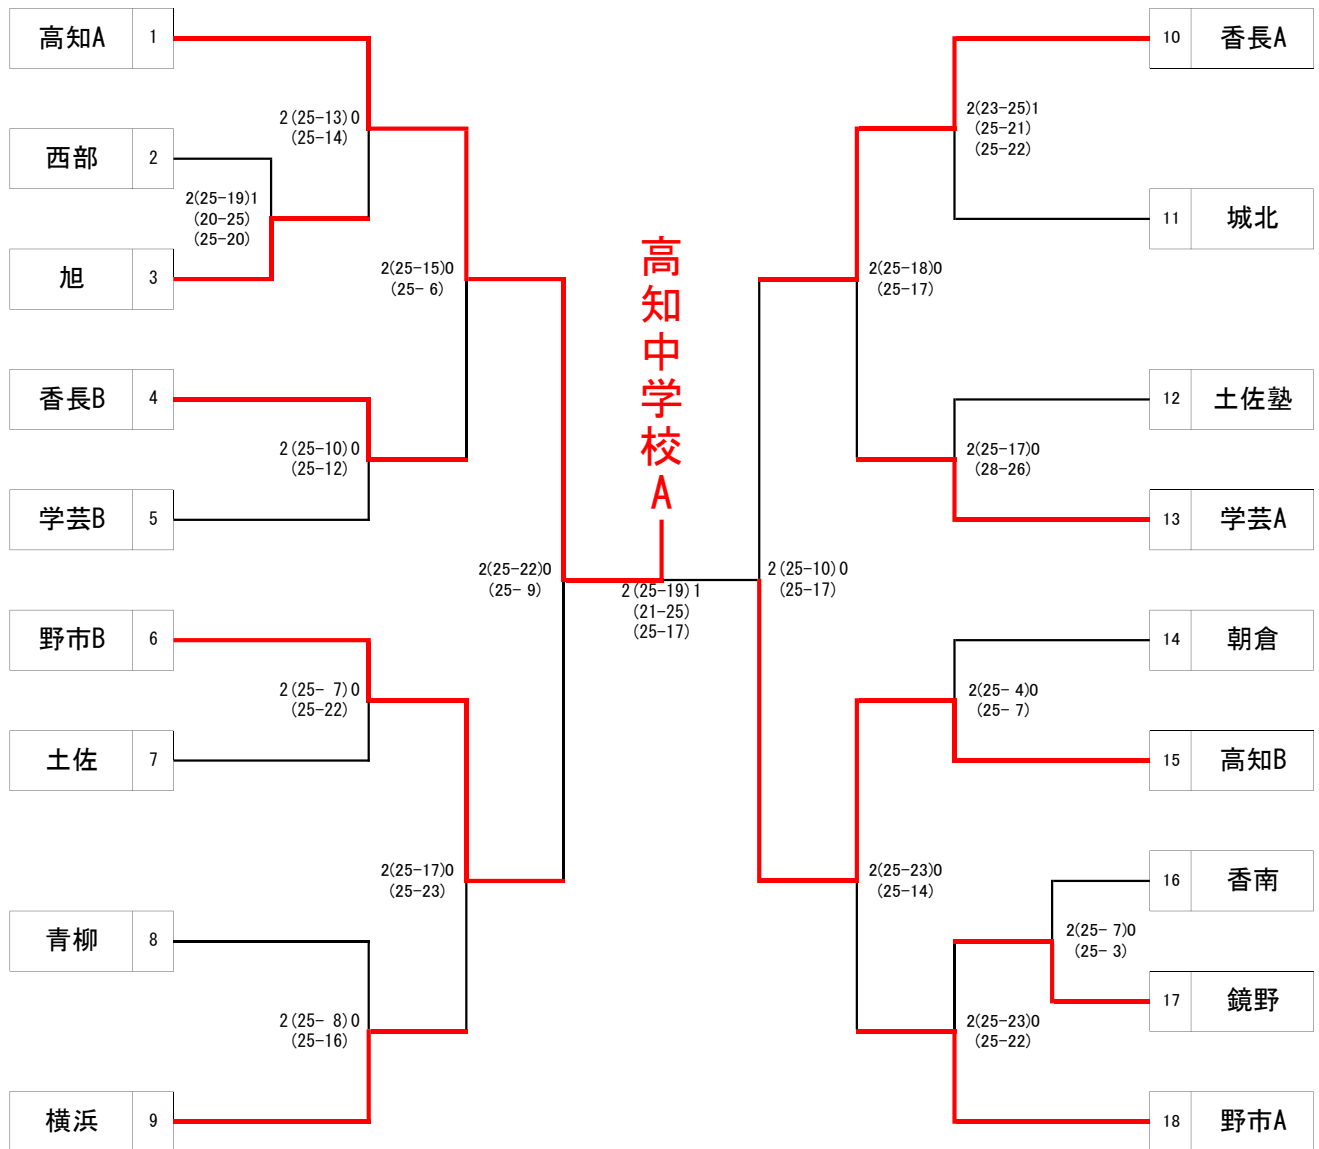 高知A 1
西部 2
旭 3
香長B 4
学芸B 5
野市B 6
土佐 7
青柳 8
横浜 9
2(25-19)1
(20-25)
(25-20)
2(25-13)0
(25-14)
2(25-10)0
(25-12)
2(25- 7)0
(25-22)
2(25- 8)0
(25-16)
2(25-15)0
(25- 6)
2(25-17)0
(25-23)
2(25-22)0
(25- 9)
高知中学校A
2(25-19)1
(21-25)
(25-17)
2(25-10)0
(25-17)
2(25-18)0
(25-17)
2(25-23)0
(25-14)
2(23-25)1
(25-21)
(25-22)
2(25-17)0
(28-26)
2(25- 4)0
(25- 7)
2(25- 7)0
(25- 3)
2(25-23)0
(25-22)
10 香長A
11 城北
12 土佐塾
13 学芸A
14 朝倉
15 高知B
16 香南
17 鏡野
18 野市A